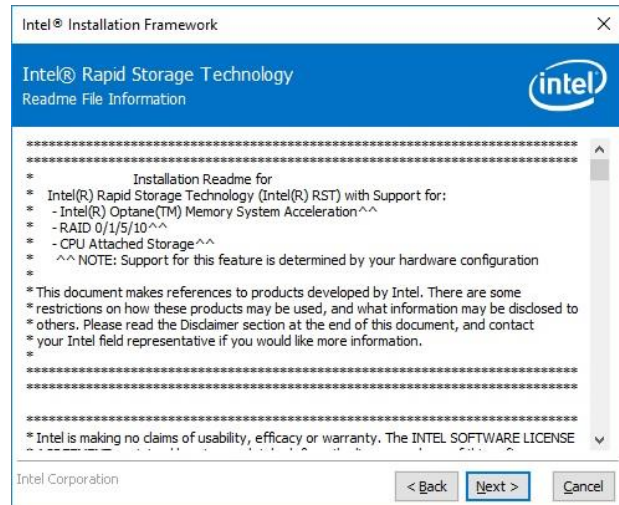 Intel® Installation Framework
Intel® Rapid Storage Technology
Readme File Information
intel
******************************************************************************
******************************************************************************
* Installation Readme for
* Intel(R) Rapid Storage Technology (Intel(R) RST) with Support for:
* - Intel(R) Optane(TM) Memory System Acceleration^^
* - RAID 0/1/5/10^^
* - CPU Attached Storage^^
* ^^ NOTE: Support for this feature is determined by your hardware configuration
*
* This document makes references to products developed by Intel. There are some
* restrictions on how these products may be used, and what information may be disclosed to
* others. Please read the Disclaimer section at the end of this document, and contact
* your Intel field representative if you would like more information.
*
******************************************************************************
******************************************************************************
******************************************************************************
* Intel is making no claims of usability, efficacy or warranty. The INTEL SOFTWARE LICENSE
Intel Corporation
< Back
Next >
Cancel